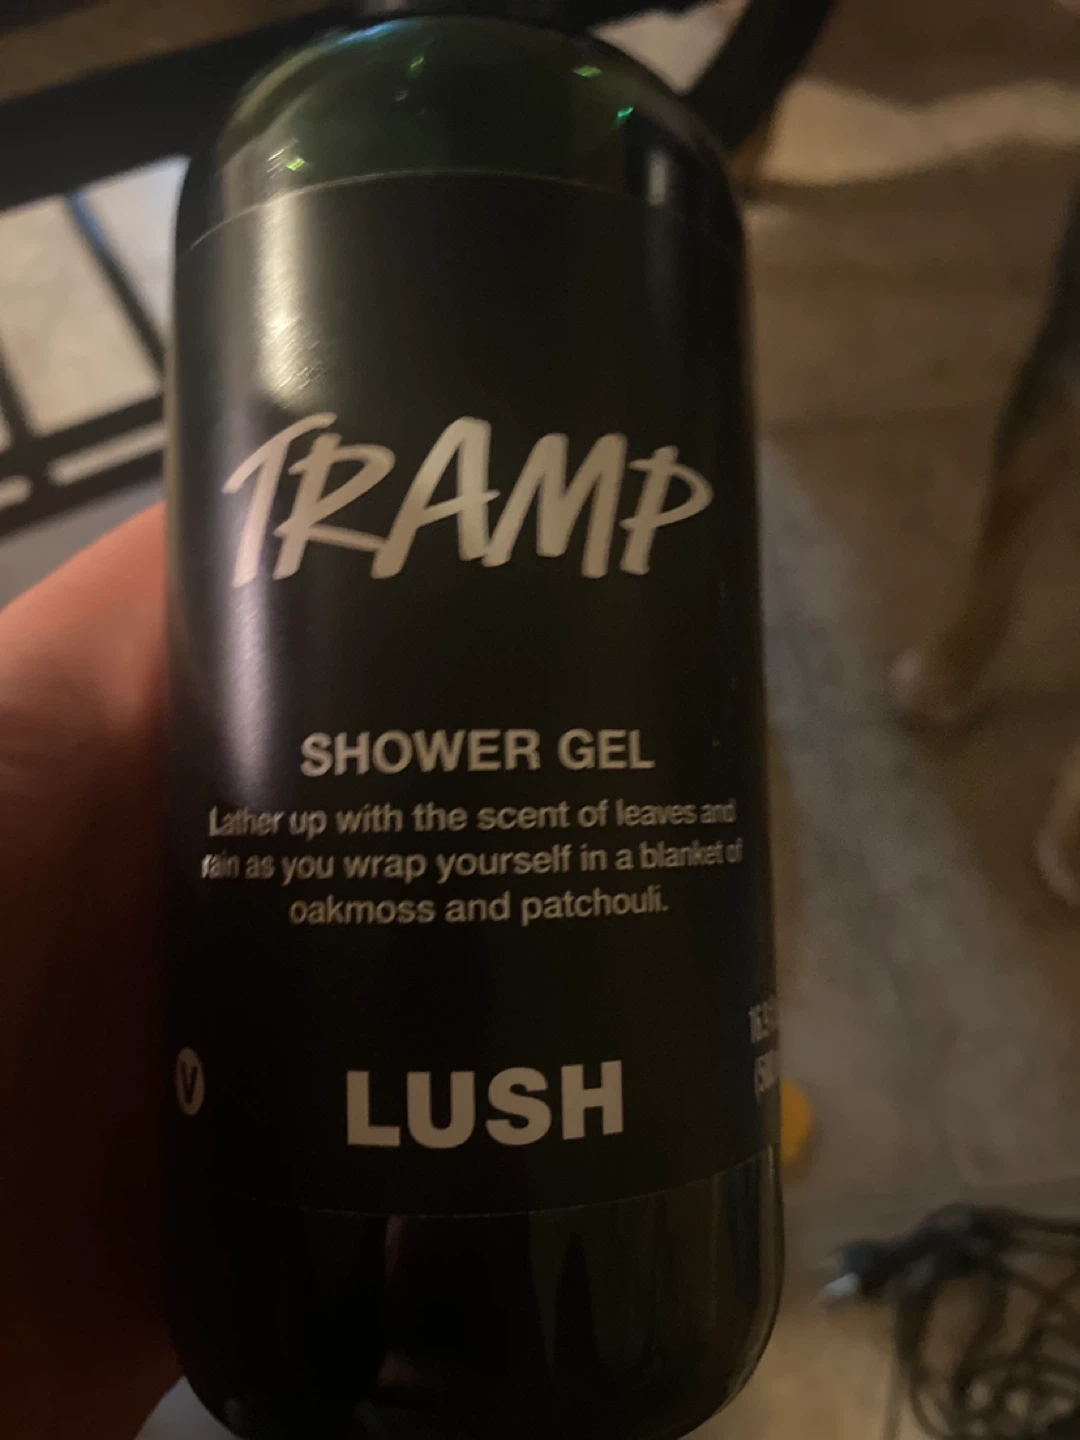 TRAMP
SHOWER GEL
Lather up with the scent of leaves and
rain as you wrap yourself in a blanket of
oakmoss and patchouli.
V
LUSH